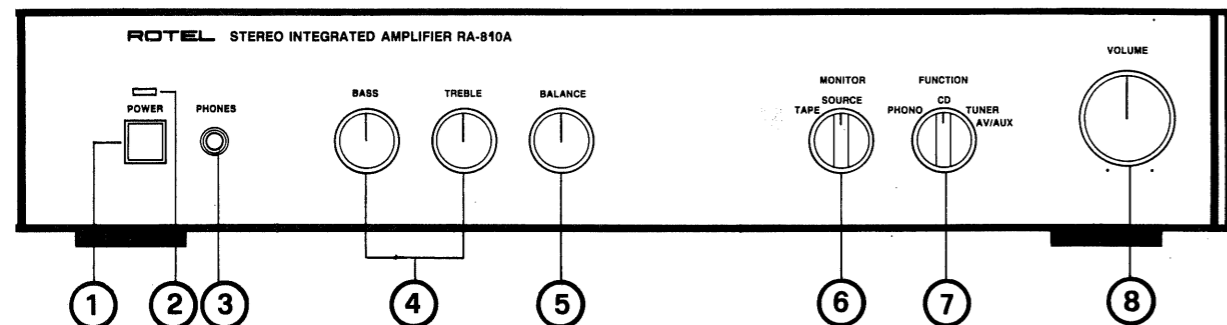 ROTEL STEREO INTEGRATED AMPLIFIER RA-810A
VOLUME
MONITOR FUNCTION
POWER PHONES BASS TREBLE BALANCE
SOURCE CD
TAPE PHONO TUNER
AV/AUX
1 2 3 4 5 6 7 8